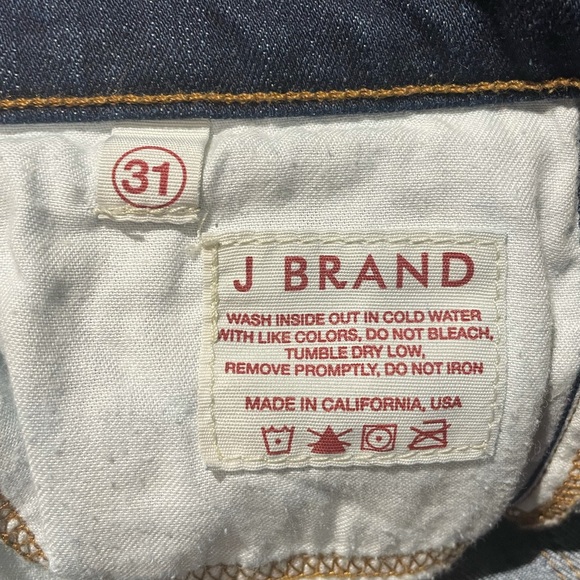 31
J BRAND
WASH INSIDE OUT IN COLD WATER
WITH LIKE COLORS, DO NOT BLEACH,
TUMBLE DRY LOW,
REMOVE PROMPTLY, DO NOT IRON
MADE IN CALIFORNIA, USA